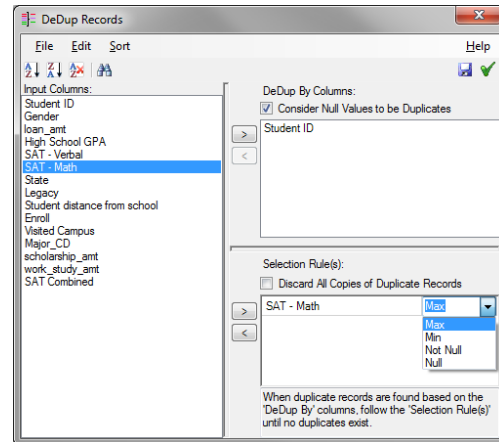 DeDup Records
File Edit Sort Help
Input Columns:
Student ID
Gender
loan_amt
High School GPA
SAT - Verbal
SAT - Math
State
Legacy
Student distance from school
Enroll
Visited Campus
Major_CD
scholarship_amt
work_study_amt
SAT Combined
DeDup By Columns:
Consider Null Values to be Duplicates
>
<
Student ID
Selection Rule(s):
Discard All Copies of Duplicate Records
>
<
SAT - Math Max
Max
Min
Not Null
Null
When duplicate records are found based on the
'DeDup By' columns, follow the 'Selection Rule(s)'
until no duplicates exist.